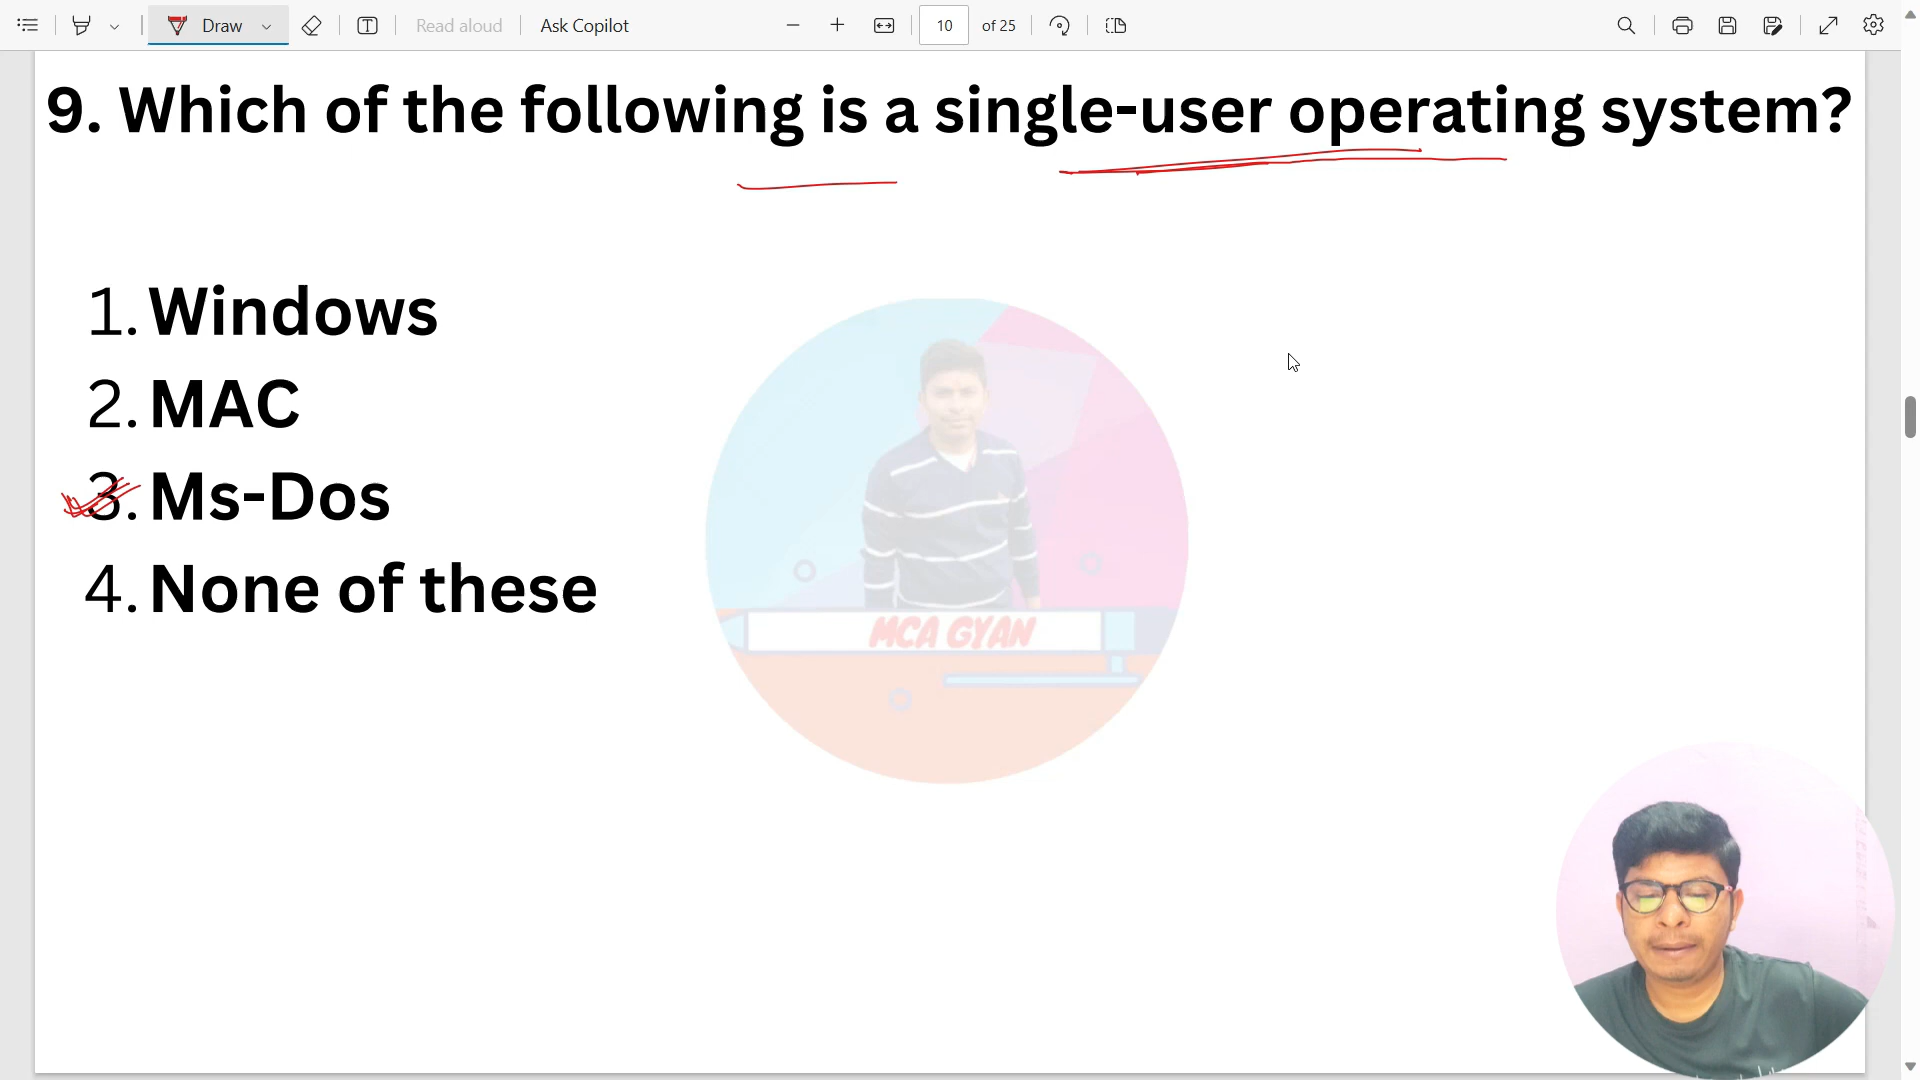 Draw
Read aloud
Ask Copilot
10 of 25
9. Which of the following is a single-user operating system?
1. Windows
2. MAC
3. Ms-Dos
4. None of these
MCA GYAN